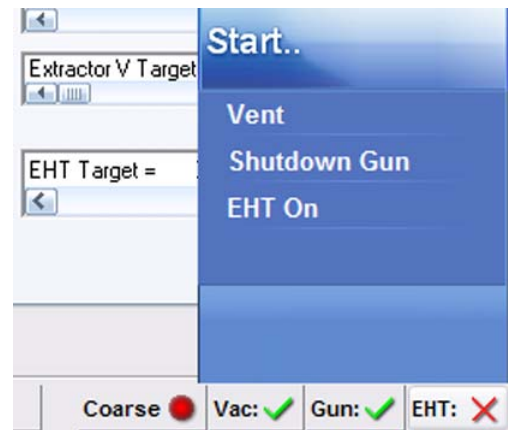 Start..
Extractor V Target
Vent
EHT Target =
Shutdown Gun
EHT On
Coarse
Vac:
Gun:
EHT: